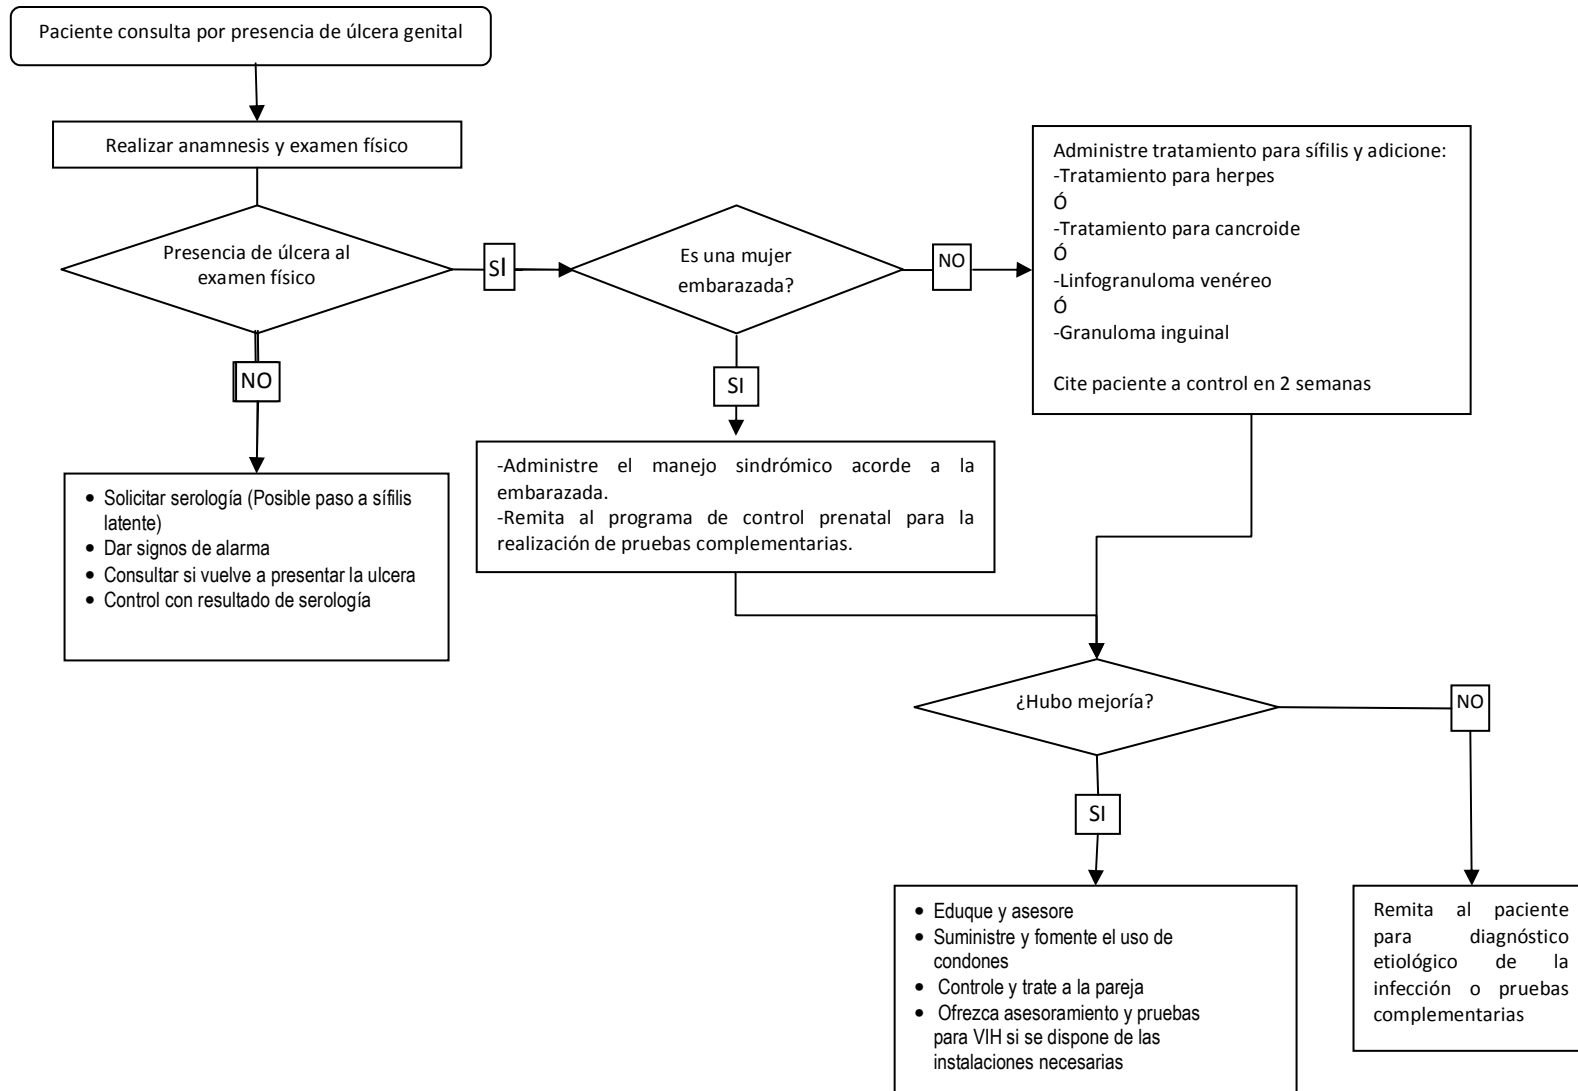 Paciente consulta por presencia de úlcera genital
Realizar anamnesis y examen físico
Presencia de úlcera al
examen físico
SI
NO
Es una mujer
embarazada?
NO
SI
Administre tratamiento para sífilis y adicione:
-Tratamiento para herpes
Ó
-Tratamiento para cancroide
Ó
-Linfogranuloma venéreo
Ó
-Granuloma inguinal
Cite paciente a control en 2 semanas
• Solicitar serología (Posible paso a sífilis
latente)
• Dar signos de alarma
• Consultar si vuelve a presentar la ulcera
• Control con resultado de serología
-Administre el manejo sindrómico acorde a la
embarazada.
-Remita al programa de control prenatal para la
realización de pruebas complementarias.
¿Hubo mejoría?
NO
SI
• Eduque y asesore
• Suministre y fomente el uso de
condones
• Controle y trate a la pareja
• Ofrezca asesoramiento y pruebas
para VIH si se dispone de las
instalaciones necesarias
Remita al paciente
para diagnóstico
etiológico de la
infección o pruebas
complementarias